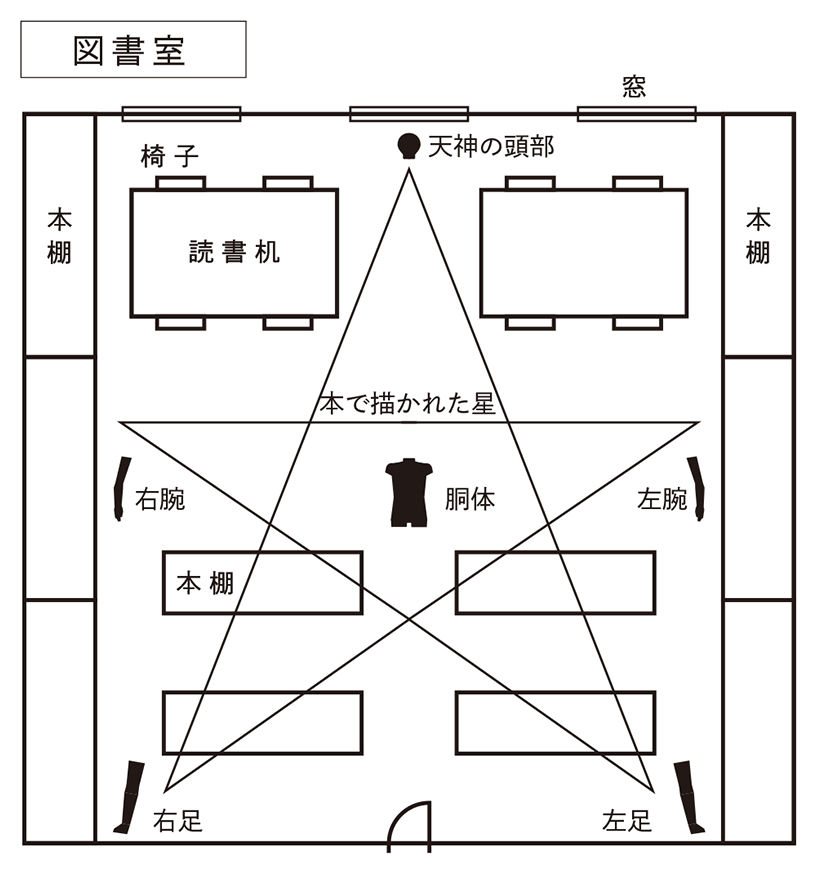 図書室
窓
天神の頭部
椅子
本棚
読書机
本棚
本で描かれた星
右腕
胴体
左腕
本棚
右足
左足